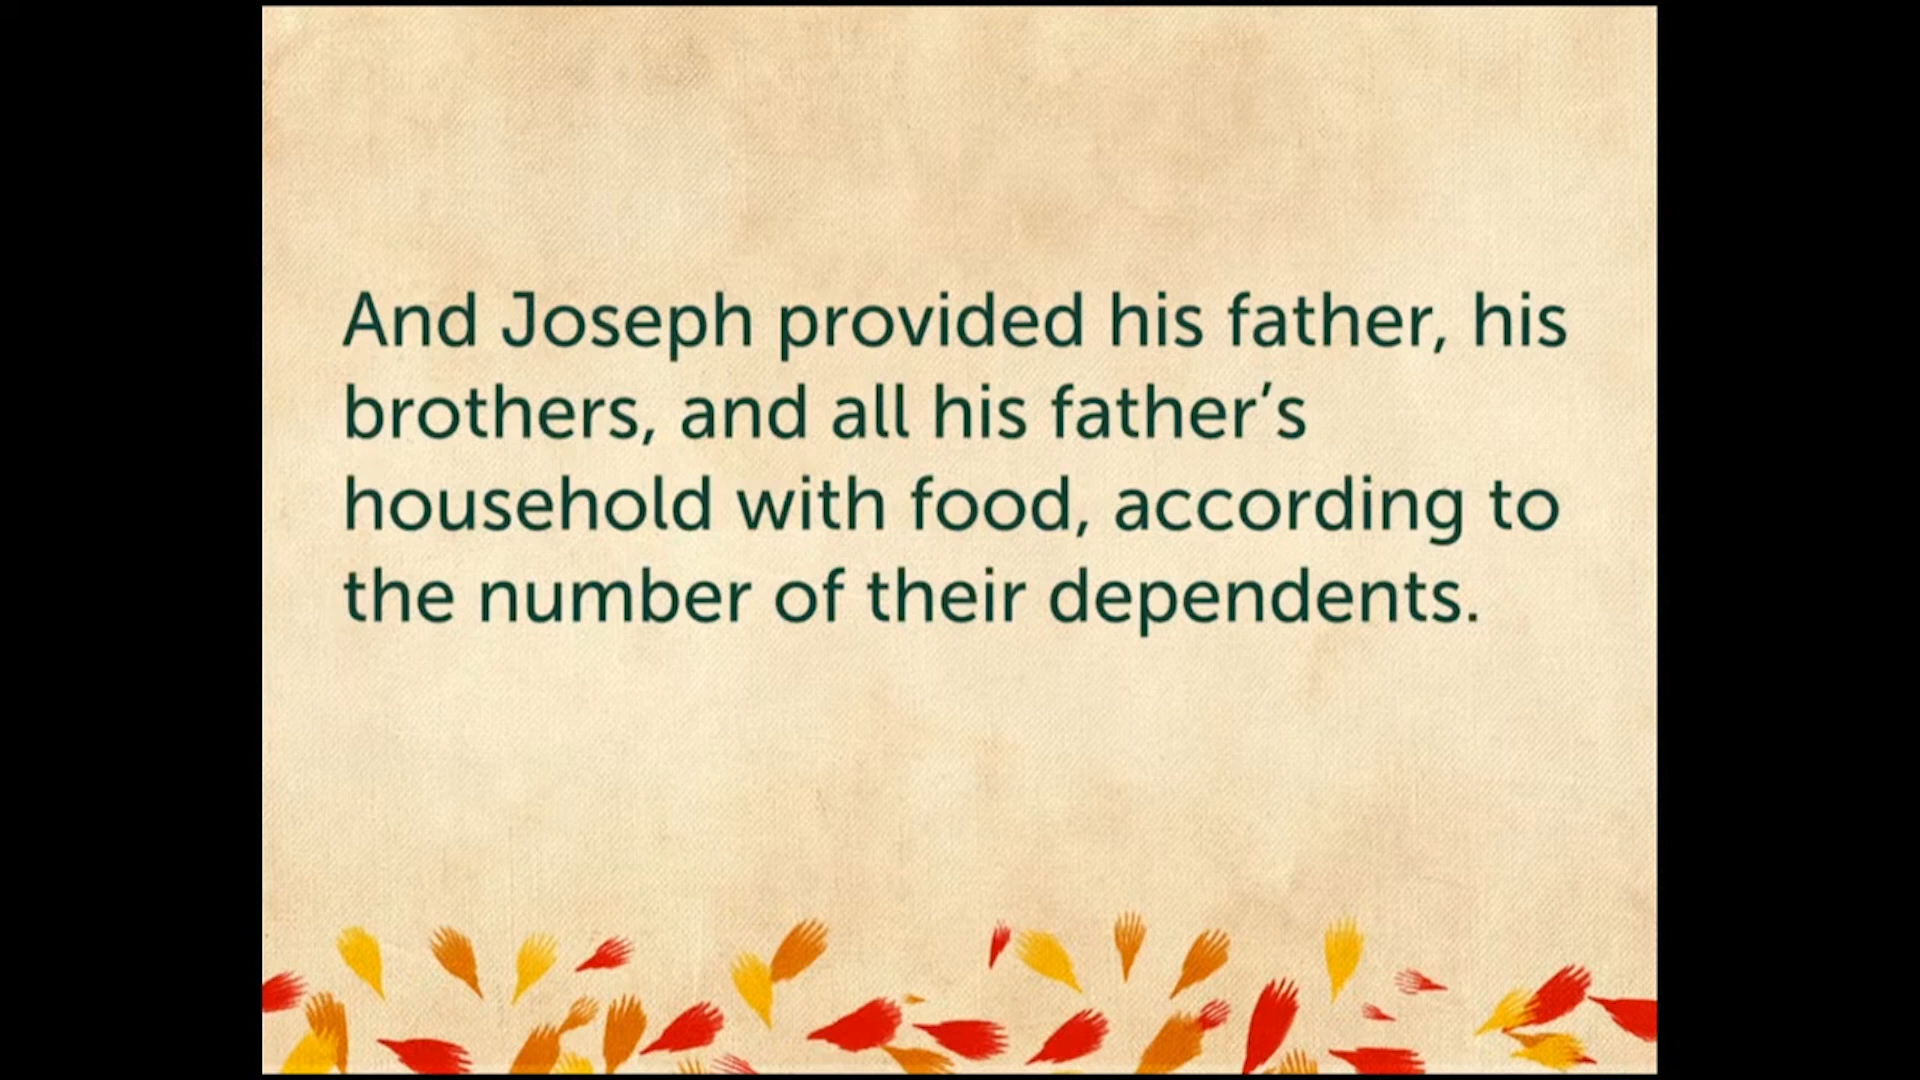 And Joseph provided his father, his
brothers, and all his father’s
household with food, according to
the number of their dependents.